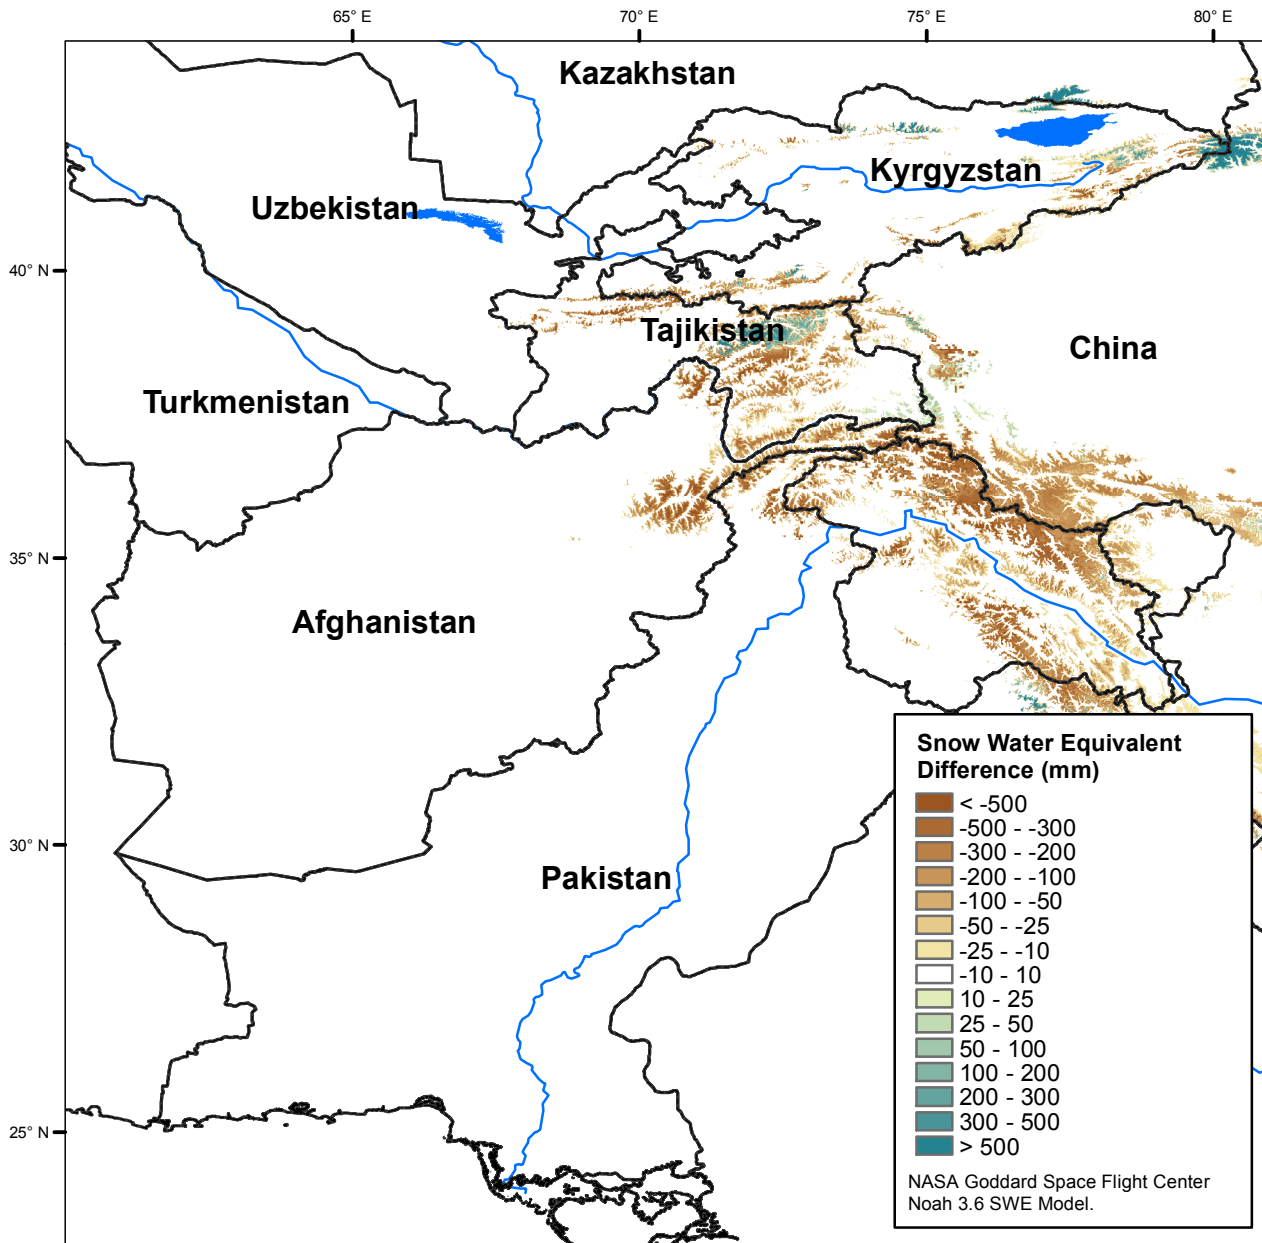 65° E
70° E
75° E
80° E
Kazakhstan
Kyrgyzstan
Uzbekistan
40° N
Tajikistan
China
Turkmenistan
35° N
Afghanistan
30° N
Pakistan
25° N
Snow Water Equivalent
Difference (mm)
< -500
-500 - -300
-300 - -200
-200 - -100
-100 - -50
-50 - -25
-25 - -10
-10 - 10
10 - 25
25 - 50
50 - 100
100 - 200
200 - 300
300 - 500
> 500
NASA Goddard Space Flight Center
Noah 3.6 SWE Model.